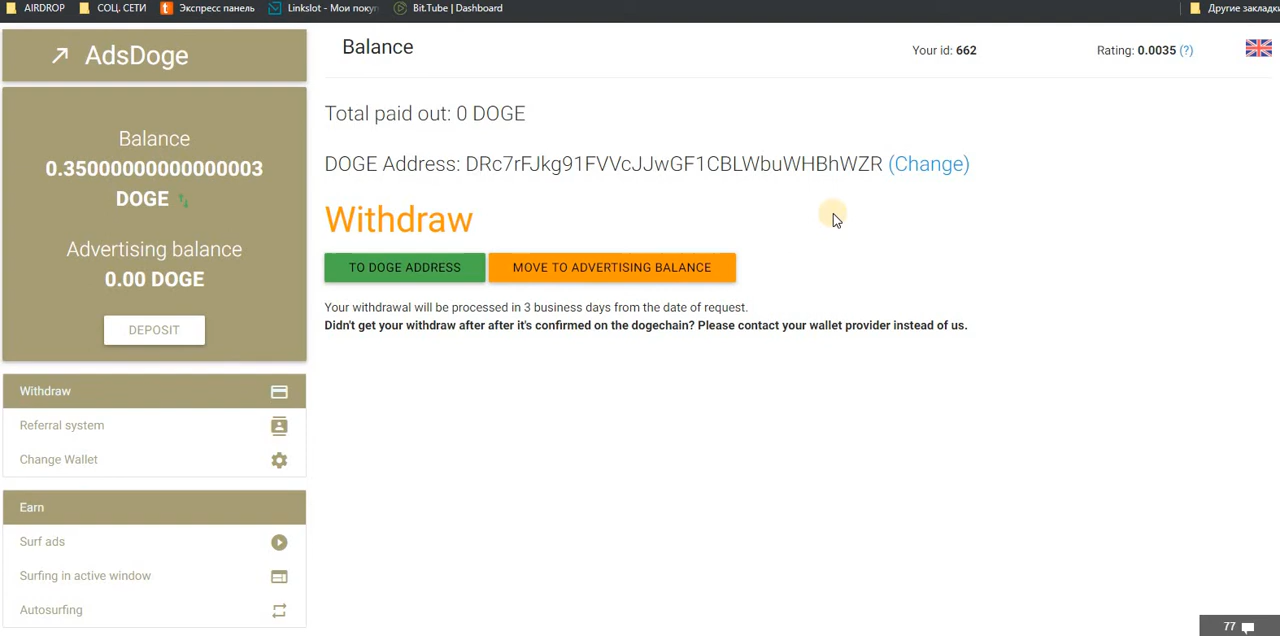 AIRDROP СОЦ. СЕТИ Экспресс панель Linkslot - Мои покуп Bit.Tube | Dashboard Другие закладки
AdsDoge
Balance
0.35000000000000003
DOGE
Advertising balance
0.00 DOGE
DEPOSIT
Withdraw
Referral system
Change Wallet
Earn
Surf ads
Surfing in active window
Autosurfing
Balance Your id: 662 Rating: 0.0035 (?)
Total paid out: 0 DOGE
DOGE Address: DRc7rFJkg91FVVcJJwGF1CBLWbuWHBhWZR (Change)
Withdraw
TO DOGE ADDRESS MOVE TO ADVERTISING BALANCE
Your withdrawal will be processed in 3 business days from the date of request.
Didn't get your withdraw after after it's confirmed on the dogechain? Please contact your wallet provider instead of us.
77